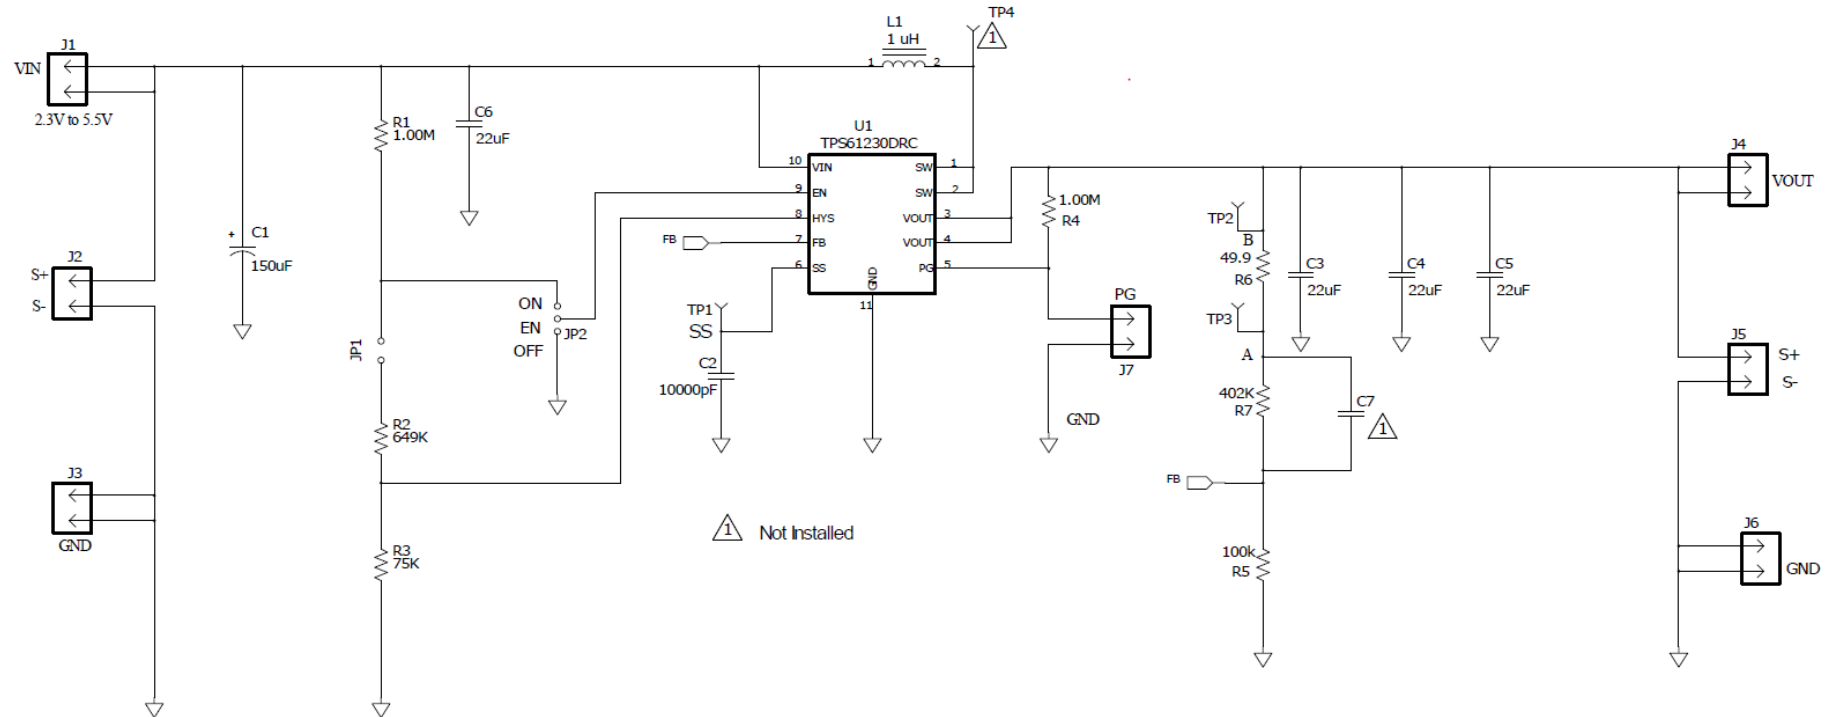 J1
VIN
2.3V to 5.5V
J2
S+
S-
J3
GND
+
C1
150uF
R1
1.00M
JP1
R2
649K
R3
75K
C6
22uF
ON
EN
OFF
JP2
L1
1 uH
1
2
TP4
1
U1
TPS61230DRC
10
VIN
9
EN
8
HYS
7
FB
6
SS
SW
1
SW
2
VOUT
3
VOUT
4
PG
5
GND
11
FB
TP1
SS
C2
10000pF
1 Not Installed
1.00M
R4
PG
J7
GND
TP2
B
49.9
R6
TP3
A
402K
R7
C7
1
FB
100k
R5
C3
22uF
C4
22uF
C5
22uF
J4
VOUT
J5
S+
S-
J6
GND